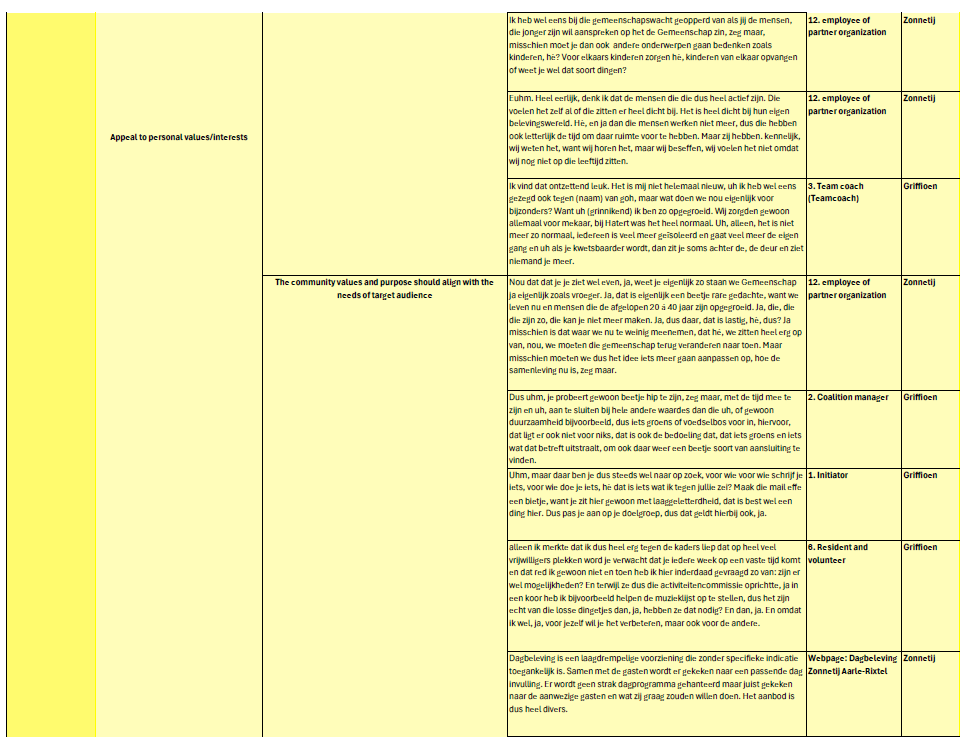 Ik heb wel eens bij die gemeenschapswacht geopperd van als jij de mensen,
die jonger zijn wil aanspreken op het de Gemeenschap zin, zeg maar,
misschien moet je dan ook  andere onderwerpen gaan bedenken zoals
kinderen, hè? Voor elkaars kinderen zorgen hè, kinderen van elkaar opvangen
of weet je wel dat soort dingen?
12. employee of
partner organization
Zonnetij
Appeal to personal values/interests
Euhm. Heel eerlijk, denk ik dat de mensen die die dus heel actief zijn. Die
voelen het zelf al of die zitten er heel dicht bij. Het is heel dicht bij hun eigen
belevingswereld. Hè, en ja dan die mensen werken niet meer, dus die hebben
ook letterlijk de tijd om daar ruimte voor te hebben. Maar zij hebben. kennelijk,
wij weten het, want wij horen het, maar wij beseffen, wij voelen het niet omdat
wij nog niet op die leeftijd zitten.
12. employee of
partner organization
Zonnetij
Ik vind dat ontzettend leuk. Het is mij niet helemaal nieuw, uh ik heb wel eens
gezegd ook tegen (naam) van goh, maar wat doen we nou eigenlijk voor
bijzonders? Want uh (grinnikend) ik ben zo opgegroeid. Wij zorgden gewoon
allemaal voor mekaar, bij Hatert was het heel normaal. Uh, alleen, het is niet
meer zo normaal, iedereen is veel meer geïsoleerd en gaat veel meer de eigen
gang en uh als je kwetsbaarder wordt, dan zit je soms achter de, de deur en ziet
niemand je meer.
3. Team coach
(Teamcoach)
Griffioen
The community values and purpose should align with the
needs of target audience
Nou dat dat je je ziet wel even, ja, weet je eigenlijk zo staan we Gemeenschap
ja eigenlijk zoals vroeger. Ja, dat is eigenlijk een beetje rare gedachte, want we
leven nu en mensen die de afgelopen 20 á 40 jaar zijn opgegroeid. Ja, die, die
die zijn zo, die kan je niet meer maken. Ja, dus daar, dat is lastig, hè, dus? Ja
misschien is dat waar we nu te weinig meenemen, dat hé, we zitten heel erg op
van, nou, we moeten die gemeenschap terug veranderen naar toen. Maar
misschien moeten we dus het idee iets meer gaan aanpassen op, hoe de
samenleving nu is, zeg maar.
12. employee of
partner organization
Zonnetij
Dus uhm, je probeert gewoon beetje hip te zijn, zeg maar, met de tijd mee te
zijn en uh, aan te sluiten bij hele andere waardes dan die uh, of gewoon
duurzaamheid bijvoorbeeld, dus iets groens of voedselbos voor in, hiervoor,
dat ligt er ook niet voor niks, dat is ook de bedoeling dat, dat iets groens en iets
wat dat betreft uitstraalt, om ook daar weer een beetje soort van aansluiting te
vinden.
2. Coalition manager
Griffioen
Uhm, maar daar ben je dus steeds wel naar op zoek, voor wie voor wie schrijf je
iets, voor wie doe je iets, hè dat is iets wat ik tegen jullie zei? Maak die mail effe
een bietje, want je zit hier gewoon met laaggeletterdheid, dat is best wel een
ding hier. Dus pas je aan op je doelgroep, dus dat geldt hierbij ook, ja.
1. Initiator
Griffioen
alleen ik merkte dat ik dus heel erg tegen de kaders liep dat op heel veel
vrijwilligers plekken word je verwacht dat je iedere week op een vaste tijd komt
en dat red ik gewoon niet en toen heb ik hier inderdaad gevraagd zo van: zijn er
wel mogelijkheden? En terwijl ze dus die activiteitencommissie oprichtte, ja in
een koor heb ik bijvoorbeeld helpen de muzieklijst op te stellen, dus het zijn
echt van die losse dingetjes dan, ja, hebben ze dat nodig? En dan, ja. En omdat
ik wel, ja, voor jezelf wil je het verbeteren, maar ook voor de andere.
6. Resident and
volunteer
Griffioen
Dagbeleving is een laagdrempelige voorziening die zonder specifieke indicatie
toegankelijk is. Samen met de gasten wordt er gekeken naar een passende dag
invulling. Er wordt geen strak dagprogramma gehanteerd maar juist gekeken
naar de aanwezige gasten en wat zij graag zouden willen doen. Het aanbod is
dus heel divers.
Webpage: Dagbeleving
Zonnetij Aarle-Rixtel
Zonnetij